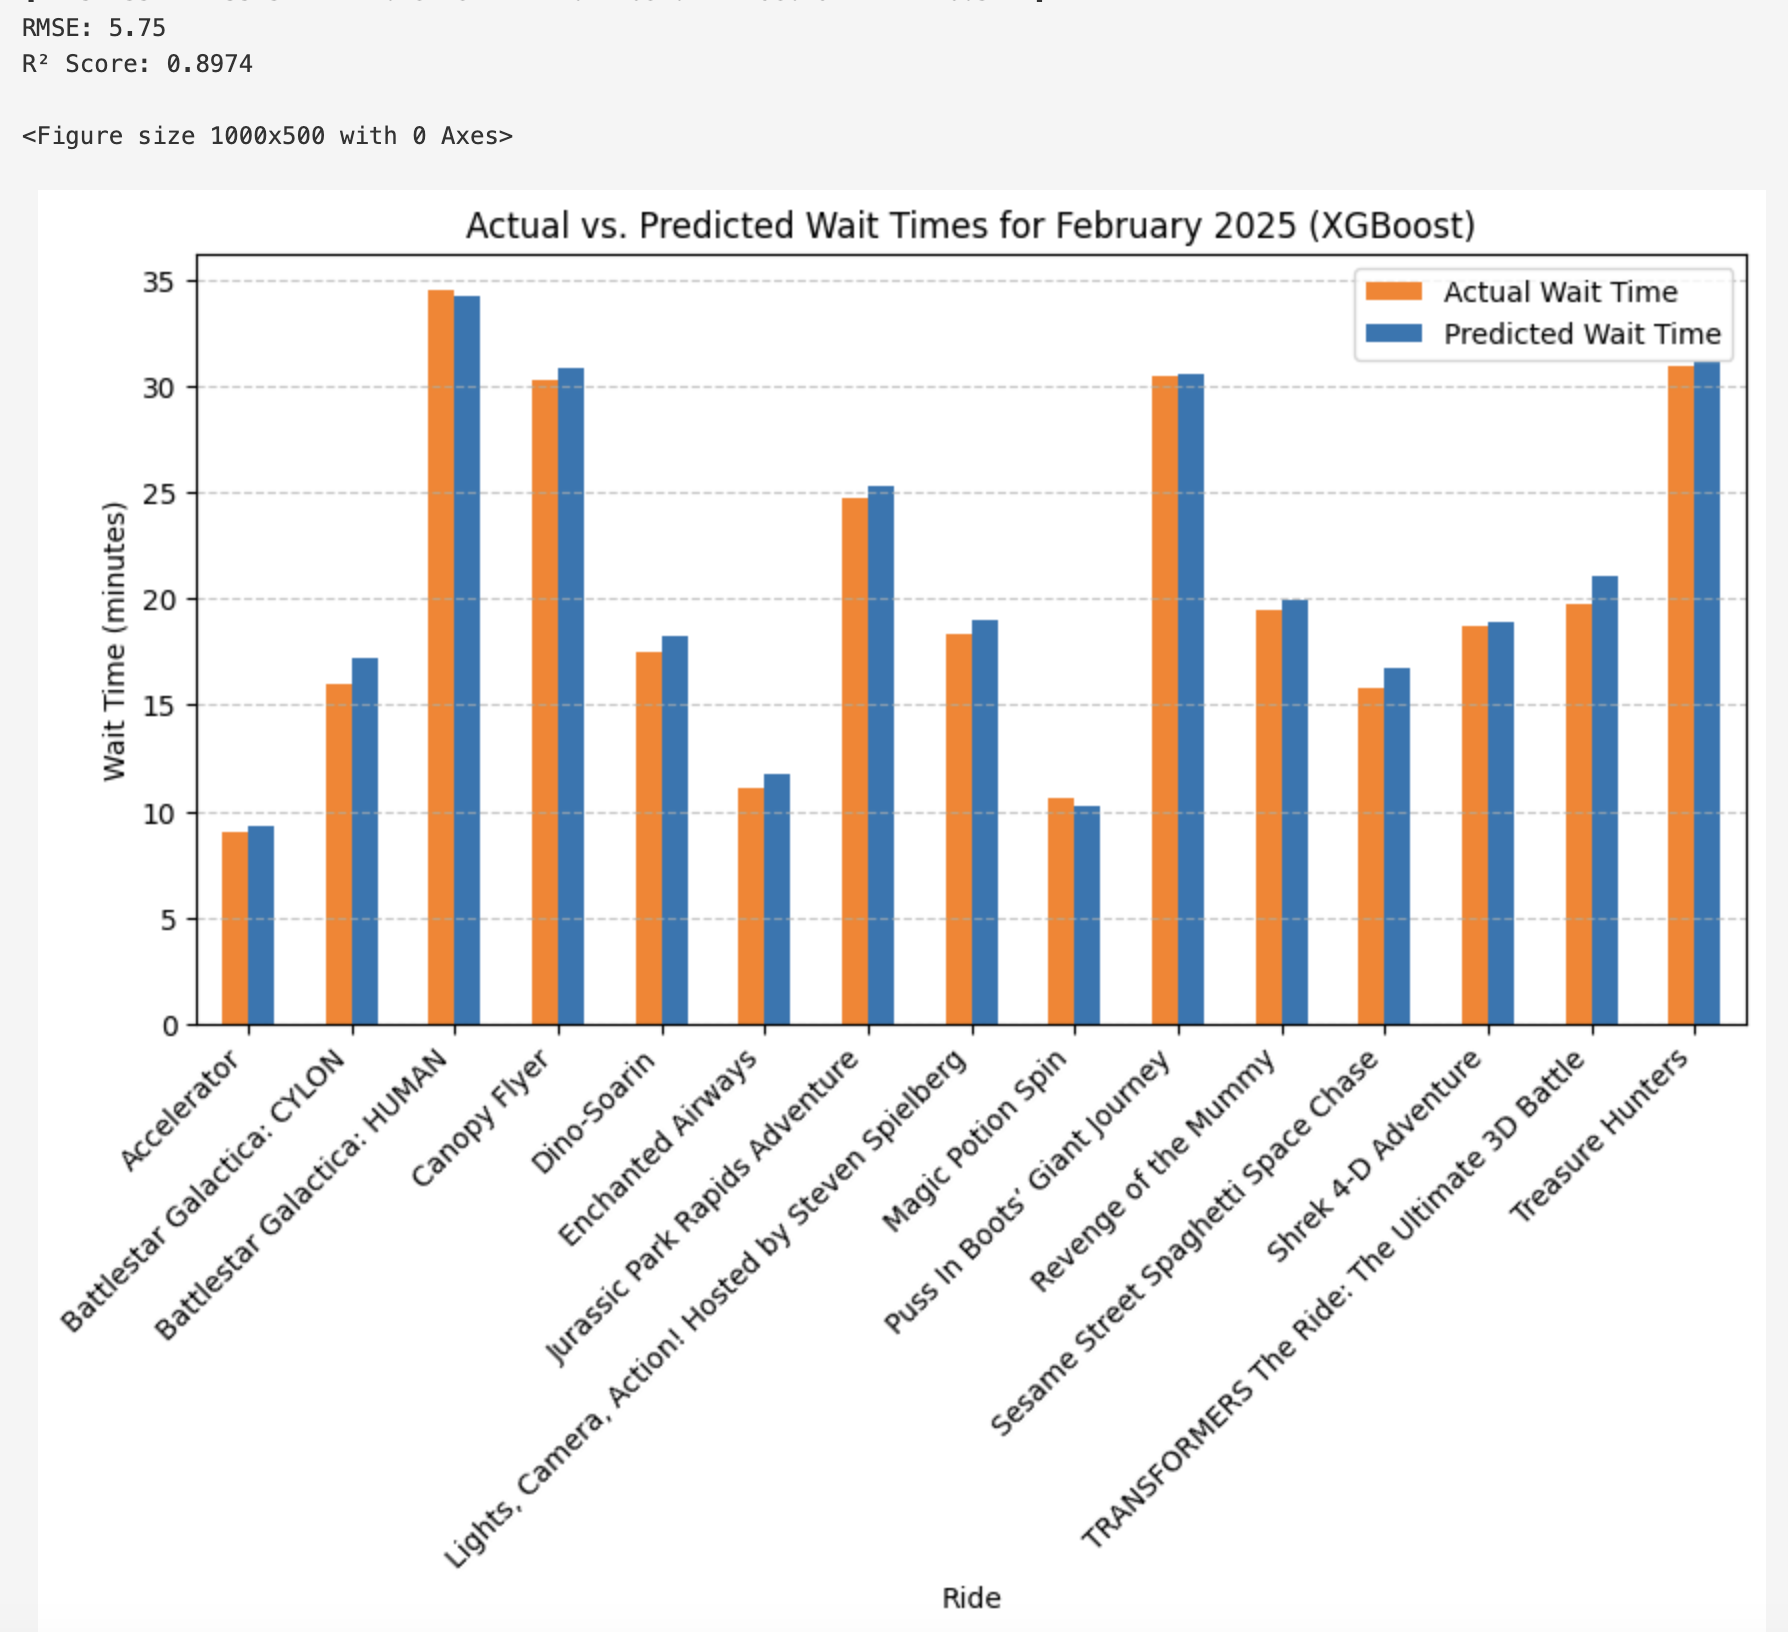 RMSE: 5.75
R² Score: 0.8974
<Figure size 1000x500 with 0 Axes>
Actual vs. Predicted Wait Times for February 2025 (XGBoost)
Actual Wait Time
Predicted Wait Time
Wait Time (minutes)
35
30
25
20
15
10
5
0
Accelerator
Battlestar Galactica: CYLON
Battlestar Galactica: HUMAN
Canopy Flyer
Dino-Soarin
Enchanted Airways
Jurassic Park Rapids Adventure
Lights, Camera, Action! Hosted by Steven Spielberg
Magic Potion Spin
Puss In Boots’ Giant Journey
Revenge of the Mummy
Sesame Street Spaghetti Space Chase
Shrek 4-D Adventure
TRANSFORMERS The Ride: The Ultimate 3D Battle
Treasure Hunters
Ride